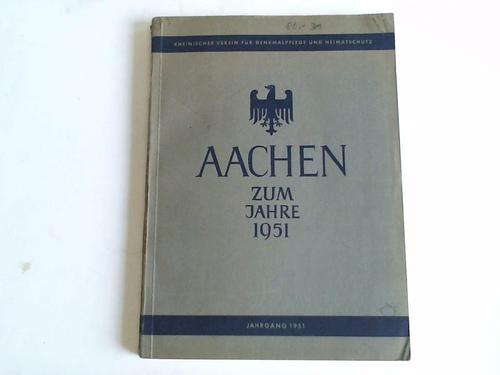 RHEINISCHER VEREIN FÜR DENKMALPFLEGE UND HEIMATSCHUTZ
AACHEN
ZUM
JAHRE
1951
JAHRGANG 1951